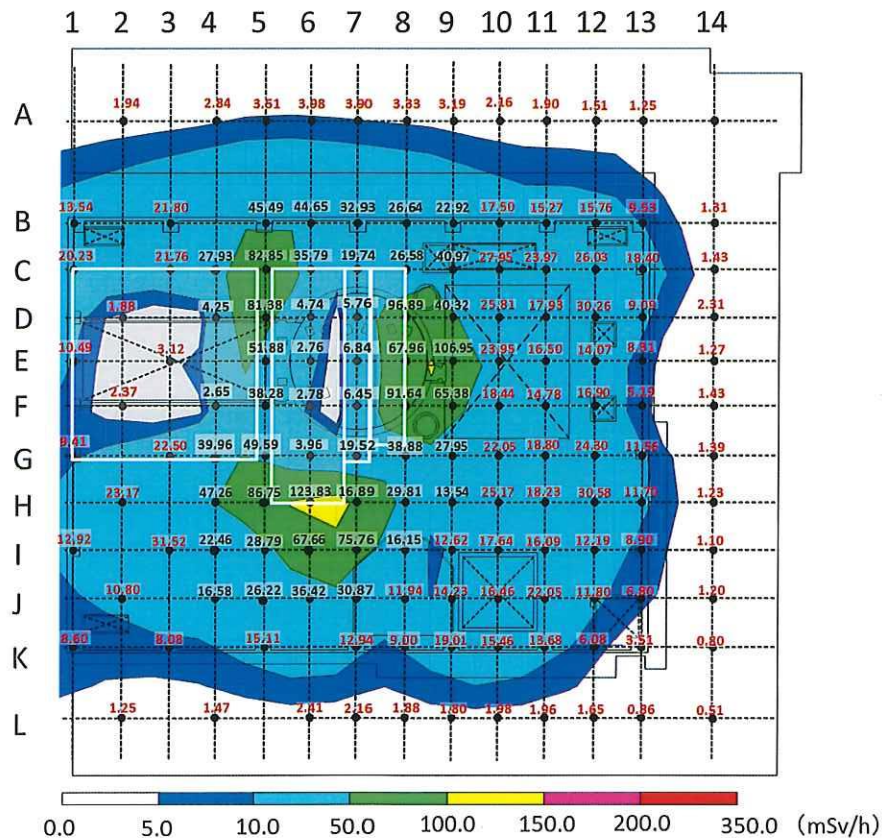 1 2 3 4 5 6 7 8 9 10 11 12 13 14
A 1.94 2.84 3.61 3.98 3.90 3.33 3.19 2.16 1.90 1.51 1.25
B 13.54 21.80 45.49 44.65 32.93 26.64 22.92 17.50 15.27 15.76 9.53 1.31
C 20.23 21.76 27.93 82.85 35.79 19.74 26.58 40.97 27.95 23.97 26.03 18.40 1.43
D 1.88 4.25 81.38 4.74 5.76 96.89 40.32 25.81 17.93 30.26 9.09 2.31
E 10.49 3.12 51.88 2.76 6.84 67.96 106.95 23.95 16.50 14.07 8.81 1.27
F 2.37 2.65 38.28 2.78 6.45 91.64 65.38 18.44 14.78 16.90 5.19 1.43
G 9.41 22.50 39.96 49.59 3.96 19.52 38.88 27.95 22.05 18.80 24.30 11.56 1.39
H 23.17 47.26 86.75 123.83 16.89 29.81 13.54 25.17 18.23 30.58 11.70 1.23
I 12.92 31.52 22.46 28.79 67.66 75.76 16.15 12.62 17.64 16.09 12.19 8.90 1.10
J 10.80 16.58 26.22 36.42 30.87 11.94 14.23 16.46 22.05 11.80 6.80 1.20
K 8.60 8.08 15.11 12.94 9.00 19.01 15.46 13.68 6.08 3.51 0.80
L 1.25 1.47 2.41 2.16 1.88 1.80 1.98 1.96 1.65 0.86 0.51
0.0 5.0 10.0 50.0 100.0 150.0 200.0 350.0 (mSv/h)